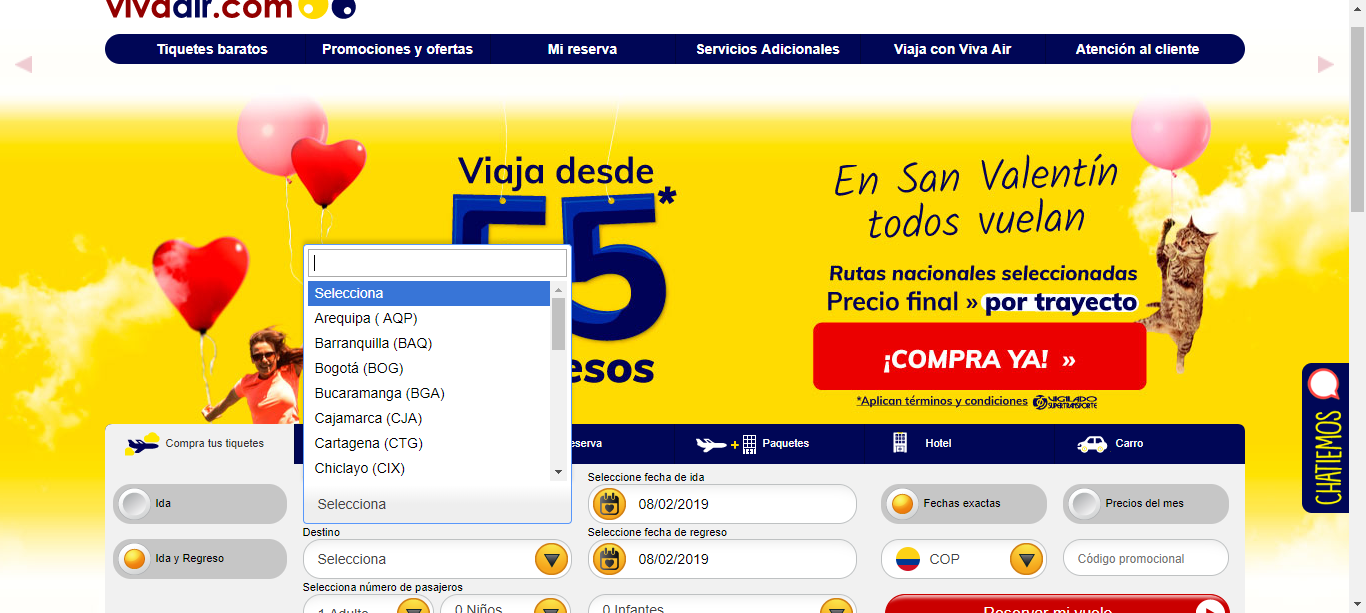 vivaair.com
Tiquetes baratos
Promociones y ofertas
Mi reserva
Servicios Adicionales
Viaja con Viva Air
Atención al cliente
Viaja desde
55*
esos
En San Valentín
todos vuelan
Rutas nacionales seleccionadas
Precio final » por trayecto
¡COMPRA YA! »
*Aplican términos y condiciones
VIGILADO
SUPERTRANSPORTE
CHATIEMOS
Selecciona
Arequipa ( AQP)
Barranquilla (BAQ)
Bogotá (BOG)
Bucaramanga (BGA)
Cajamarca (CJA)
Cartagena (CTG)
Chiclayo (CIX)
Selecciona
Compra tus tiquetes
eserva
+
Paquetes
Hotel
Carro
Ida
Ida y Regreso
Destino
Selecciona
Selecciona número de pasajeros
1 Adulto
0 Niños
Seleccione fecha de ida
08/02/2019
Seleccione fecha de regreso
08/02/2019
0 Infantes
Fechas exactas
Precios del mes
COP
Código promocional
Reservar mi vuelo